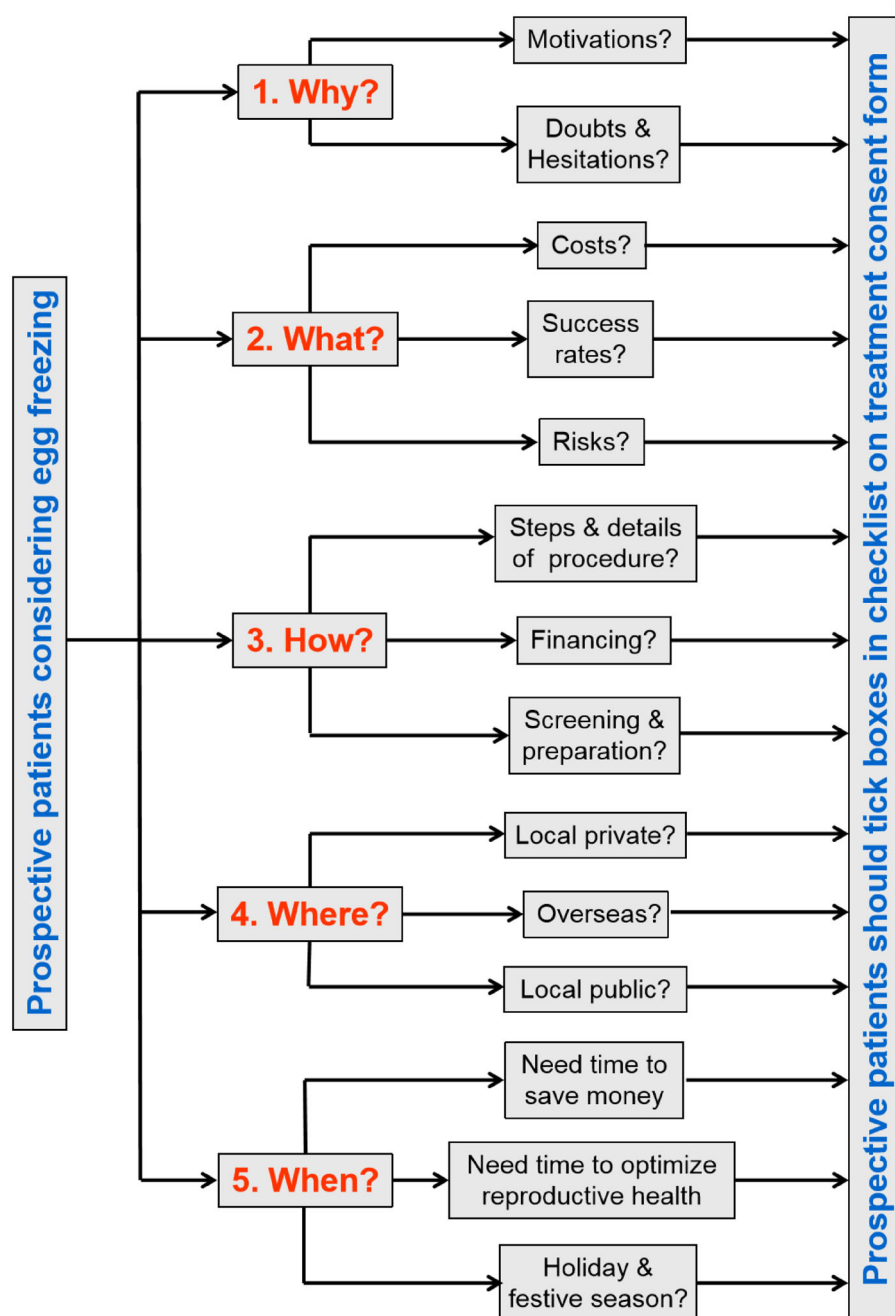 Prospective patients considering egg freezing
1. Why?
Motivations?
Doubts &
Hesitations?
2. What?
Costs?
Success
rates?
Risks?
3. How?
Steps & details
of procedure?
Financing?
Screening &
preparation?
4. Where?
Local private?
Overseas?
Local public?
5. When?
Need time to
save money
Need time to optimize
reproductive health
Holiday &
festive season?
Prospective patients should tick boxes in checklist on treatment consent form